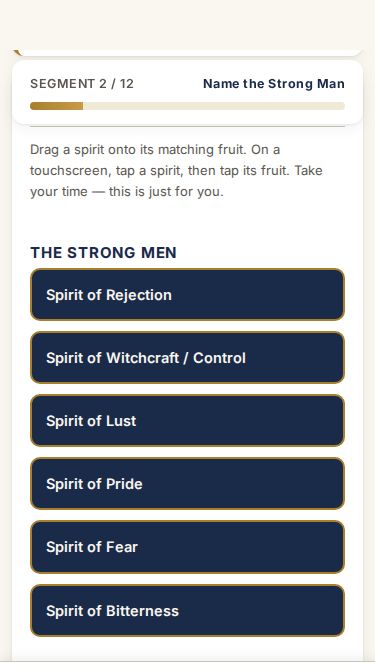 SEGMENT 2 / 12
Name the Strong Man
Drag a spirit onto its matching fruit. On a
touchscreen, tap a spirit, then tap its fruit. Take
your time — this is just for you.
THE STRONG MEN
Spirit of Rejection
Spirit of Witchcraft / Control
Spirit of Lust
Spirit of Pride
Spirit of Fear
Spirit of Bitterness